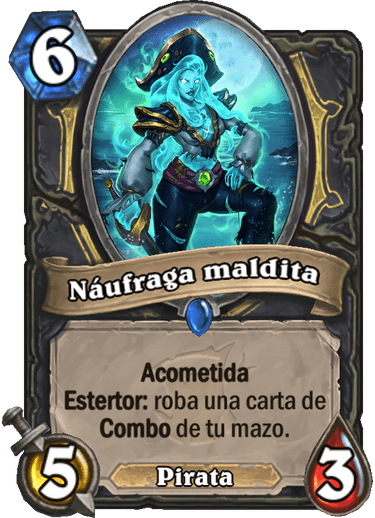 6
Náufraga maldita
Acometida
Estertor: roba una carta de
Combo de tu mazo.
5
Pirata
3